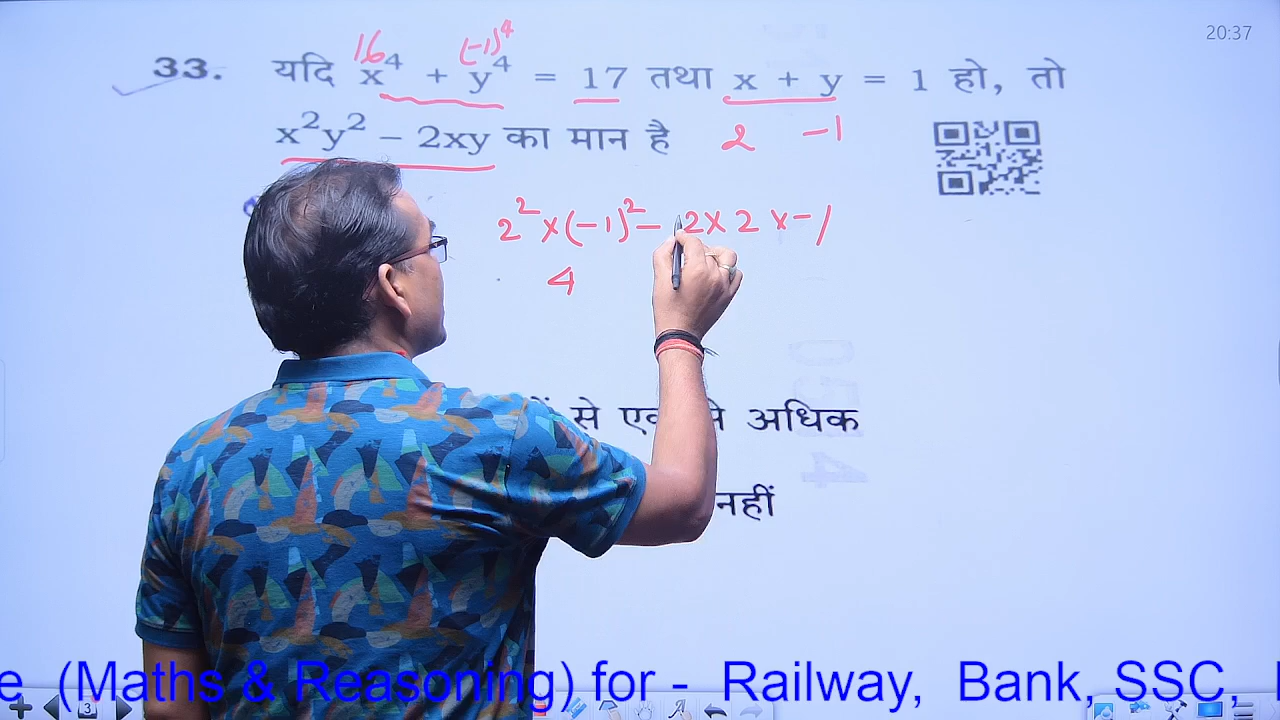 20:37
16 (-1)⁴
33. यदि x⁴ + y⁴ = 17 तथा x + y = 1 हो, तो
x²y² − 2xy का मान है 2 −1
2² × (−1)² − 2 × 2 × −1
4
से अधिक
नहीं
(Maths & Reasoning) for - Railway, Bank, SSC,
3